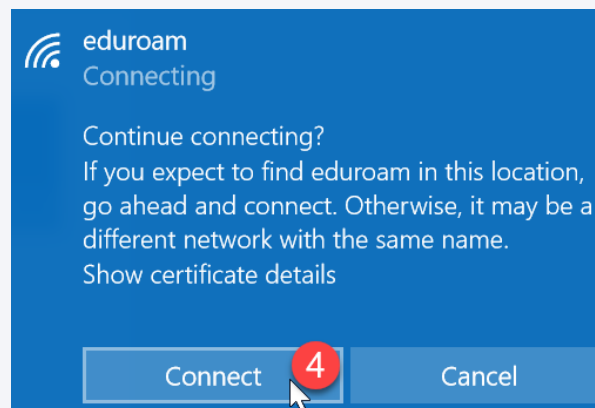 eduroam
Connecting
Continue connecting?
If you expect to find eduroam in this location,
go ahead and connect. Otherwise, it may be a
different network with the same name.
Show certificate details
Connect 4 Cancel